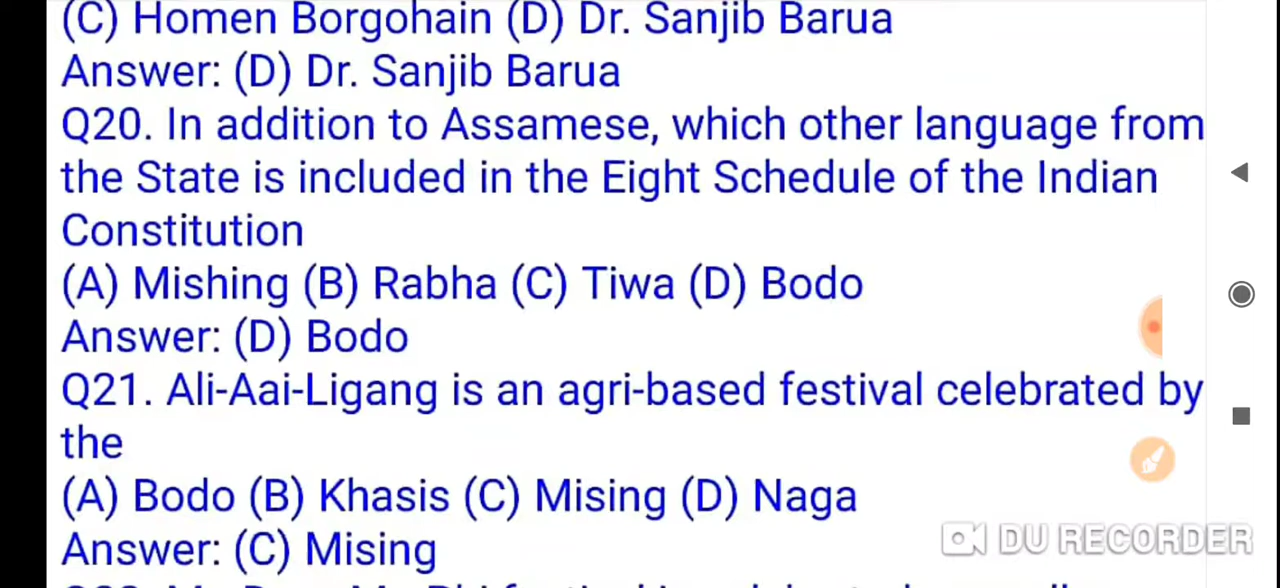 (C) Homen Borgohain (D) Dr. Sanjib Barua
Answer: (D) Dr. Sanjib Barua
Q20. In addition to Assamese, which other language from
the State is included in the Eight Schedule of the Indian
Constitution
(A) Mishing (B) Rabha (C) Tiwa (D) Bodo
Answer: (D) Bodo
Q21. Ali-Aai-Ligang is an agri-based festival celebrated by
the
(A) Bodo (B) Khasis (C) Mising (D) Naga
Answer: (C) Mising
DU RECORDER